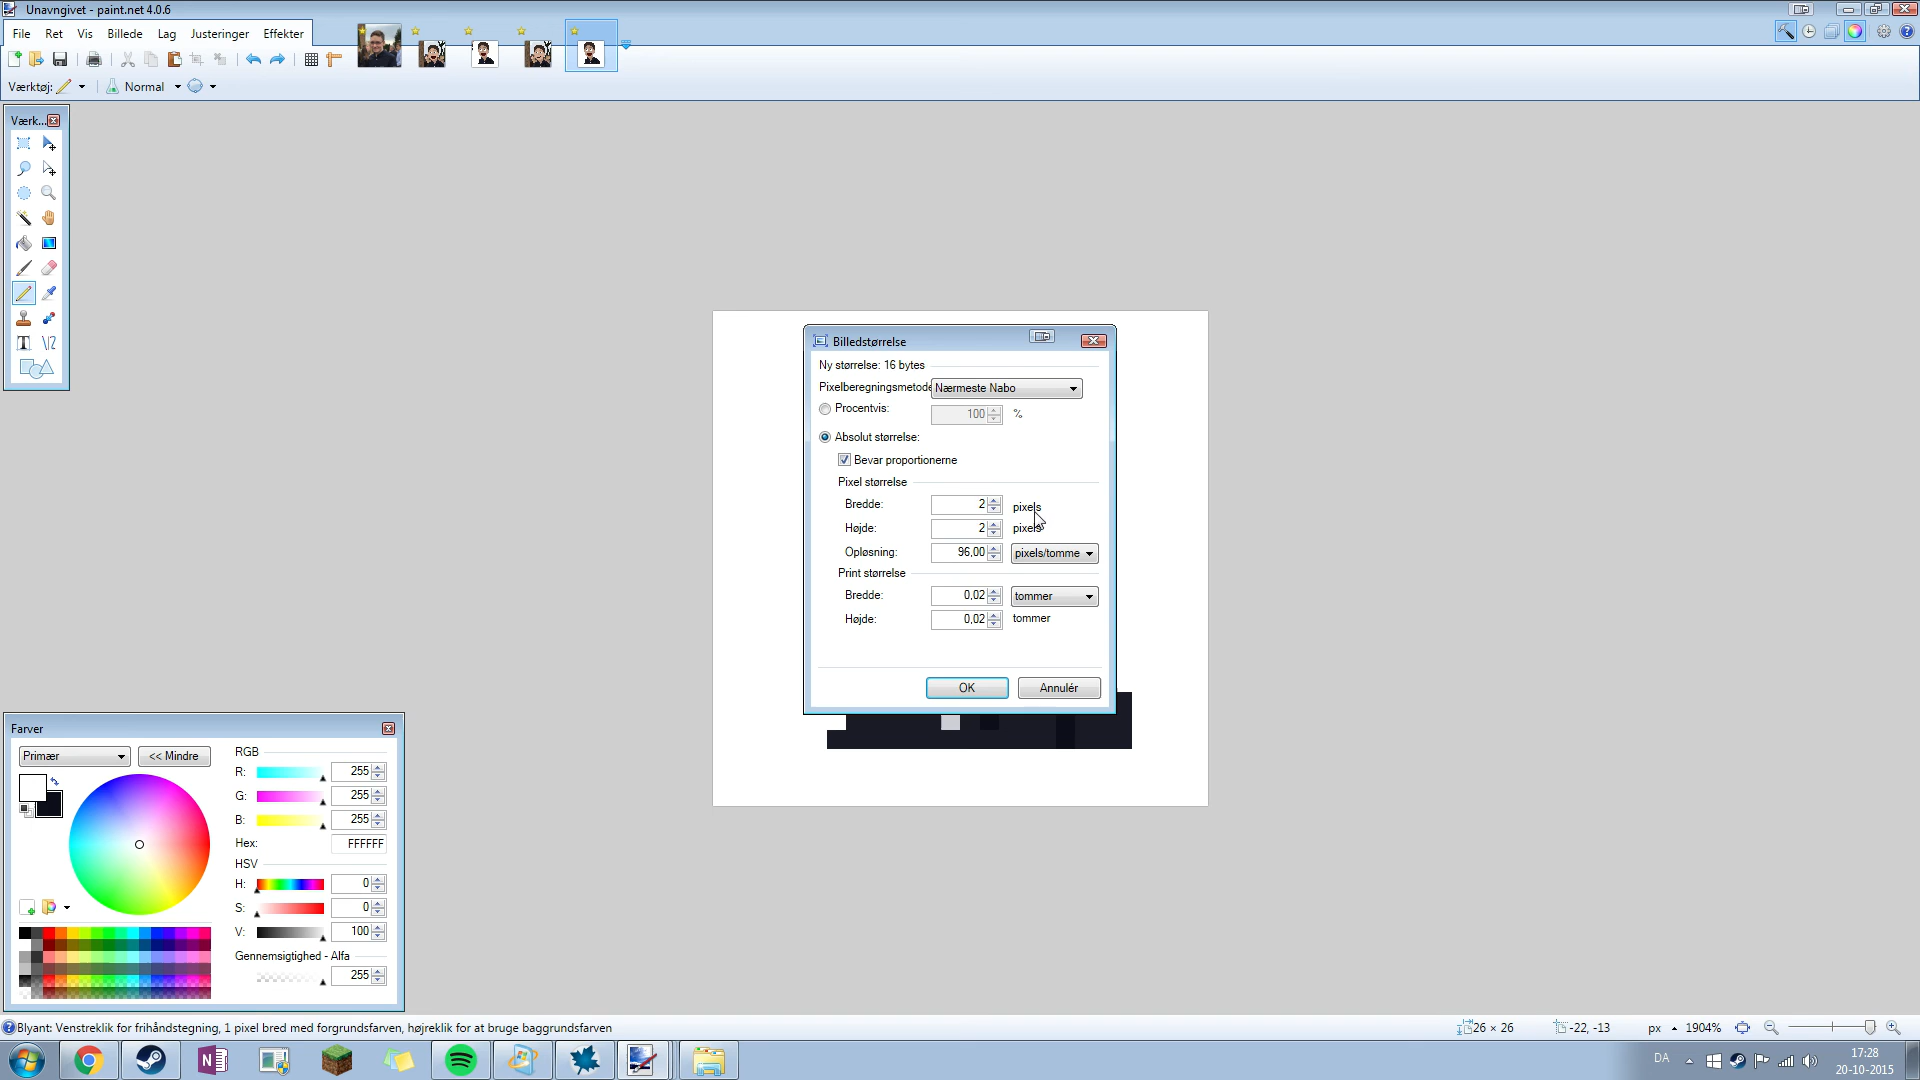 Unavngivet - paint.net 4.0.6
File Ret Vis Billede Lag Justeringer Effekter
Værktøj: Normal
Værk...
Billedstørrelse
Ny størrelse: 16 bytes
Pixelberegningsmetode Nærmeste Nabo
Procentvis: 100 %
Absolut størrelse:
Bevar proportionerne
Pixel størrelse
Bredde: 2 pixels
Højde: 2 pixels
Opløsning: 96,00 pixels/tomme
Print størrelse
Bredde: 0,02 tommer
Højde: 0,02 tommer
OK Annulér
Farver
Primær << Mindre
RGB
R: 255
G: 255
B: 255
Hex: FFFFFF
HSV
H: 0
S: 0
V: 100
Gennemsigtighed - Alfa
255
Blyant: Venstreklik for frihåndstegning, 1 pixel bred med forgrundsfarven, højreklik for at bruge baggrundsfarven
26 × 26 -22, -13 px 1904%
DA 17:28
20-10-2015